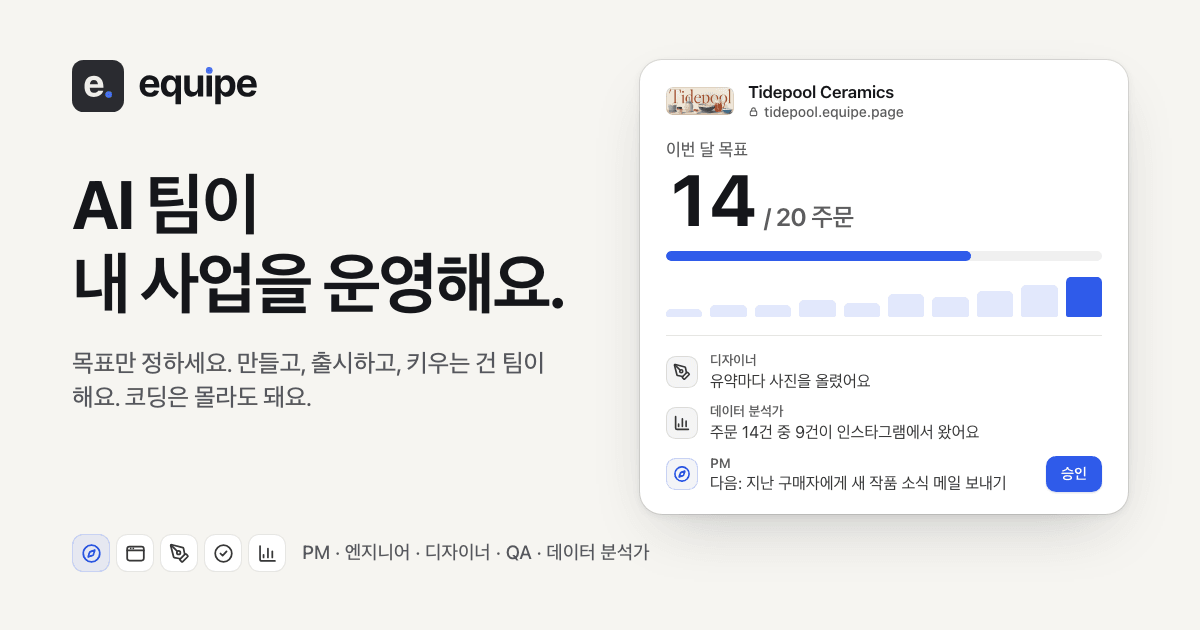 e.
equipe
AI 팀이
내 사업을 운영해요.
목표만 정하세요. 만들고, 출시하고, 키우는 건 팀이
해요. 코딩은 몰라도 돼요.
PM · 엔지니어 · 디자이너 · QA · 데이터 분석가
Tidepool
Tidepool Ceramics
tidepool.equipe.page
이번 달 목표
14 / 20 주문
디자이너
유약마다 사진을 올렸어요
데이터 분석가
주문 14건 중 9건이 인스타그램에서 왔어요
PM
다음: 지난 구매자에게 새 작품 소식 메일 보내기
승인